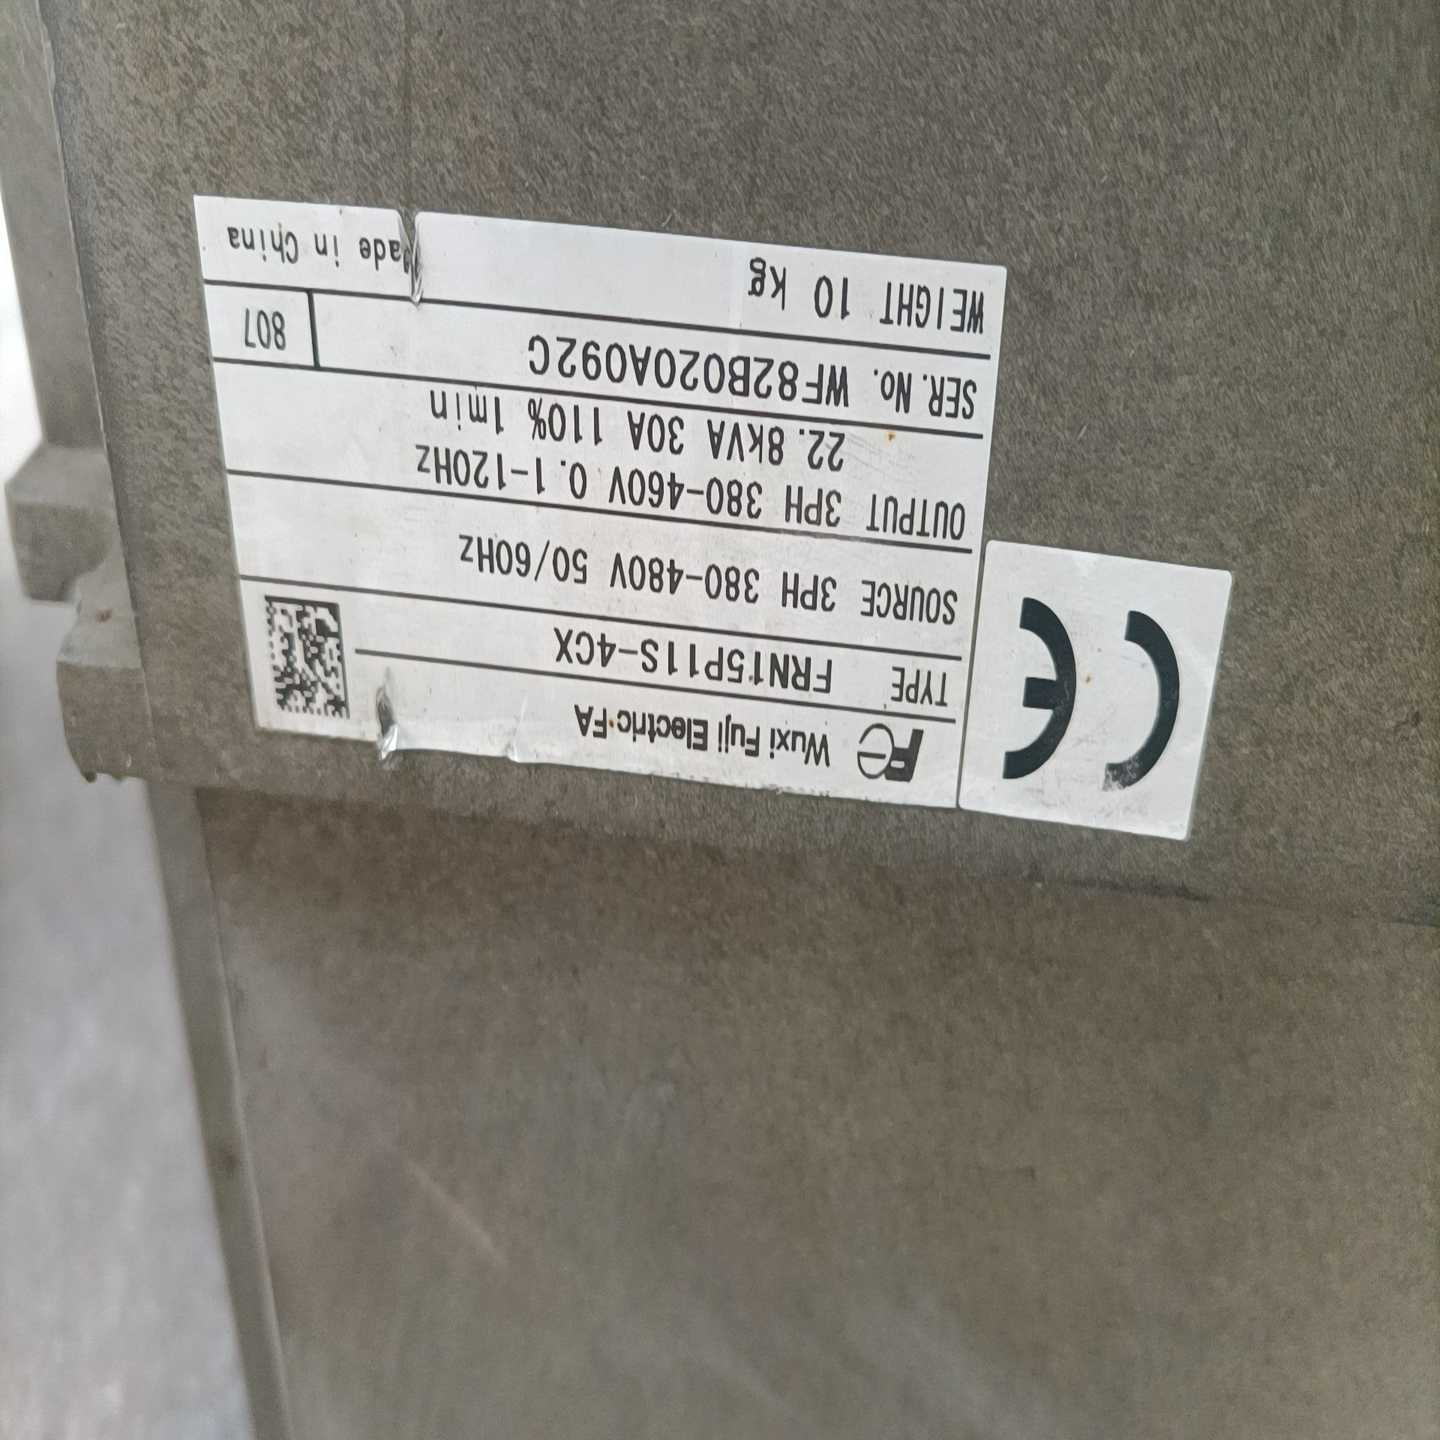 Fe Wuxi Fuji Electric·FA
TYPE FRN15P11S-4CX
SOURCE 3PH 380-480V 50/60Hz
OUTPUT 3PH 380-460V 0.1-120Hz
22.8kVA 30A 110% 1min
SER.No. WF82B020A092C 807
WEIGHT 10 kg Made in China
CE